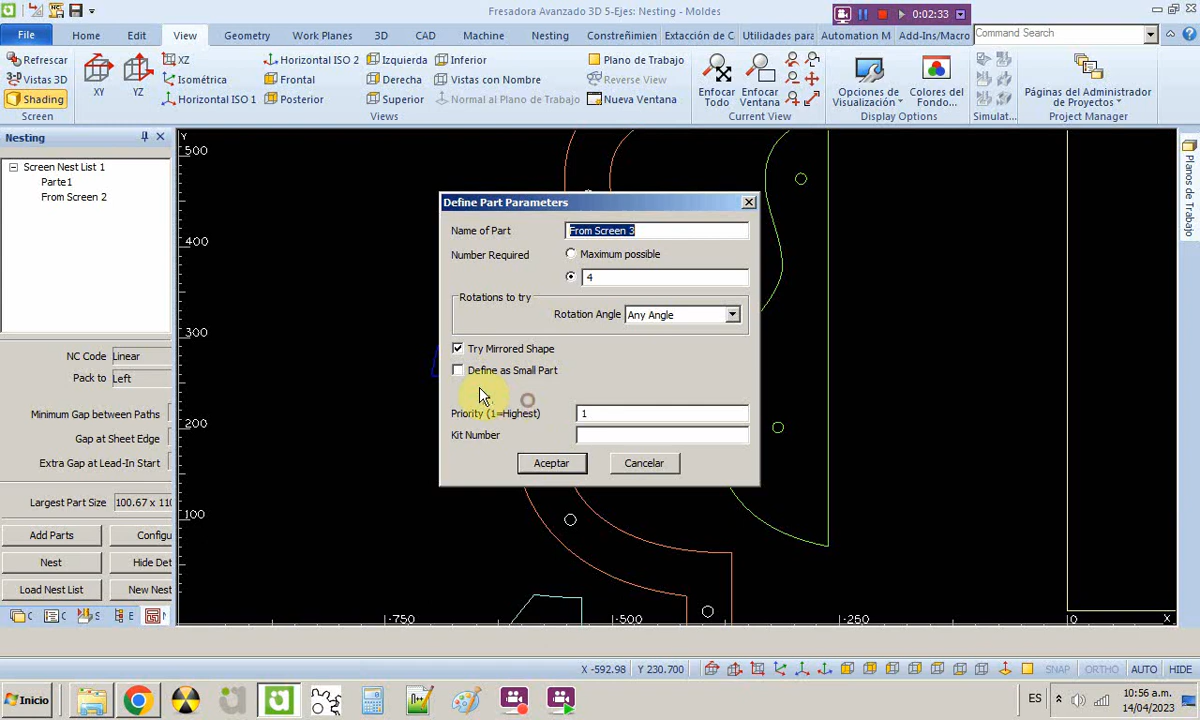 Fresadora Avanzado 3D 5-Ejes: Nesting - Moldes
00:02:33
File Home Edit View Geometry Work Planes 3D CAD Machine Nesting Constreñimien Extacción de C Utilidades para Automation M Add-Ins/Macro Command Search
Refrescar XZ Horizontal ISO 2 Izquierda Inferior Plano de Trabajo
Vistas 3D Isométrica Frontal Derecha Vistas con Nombre Reverse View
Shading XY YZ Horizontal ISO 1 Posterior Superior Normal al Plano de Trabajo Nueva Ventana
Enfocar Todo
Enfocar Ventana
Opciones de Visualización
Colores del Fondo...
Simulat...
Páginas del Administrador de Proyectos
Screen Views Current View Display Options Project Manager
Nesting
Screen Nest List 1
Parte1
From Screen 2
NC Code Linear
Pack to Left
Minimum Gap between Paths
Gap at Sheet Edge
Extra Gap at Lead-In Start
Largest Part Size 100.67 x 110
Add Parts Configu
Nest Hide Det
Load Nest List New Nest
Y
500
400
300
200
100
-750 -500 -250 0 X
Define Part Parameters
Name of Part From Screen 3
Number Required Maximum possible
4
Rotations to try
Rotation Angle Any Angle
Try Mirrored Shape
Define as Small Part
Priority (1=Highest) 1
Kit Number
Aceptar Cancelar
Planos de Trabajo
X -592.98 Y 230.700 SNAP ORTHO AUTO HIDE
Inicio ES 10:56 a.m.
14/04/2023